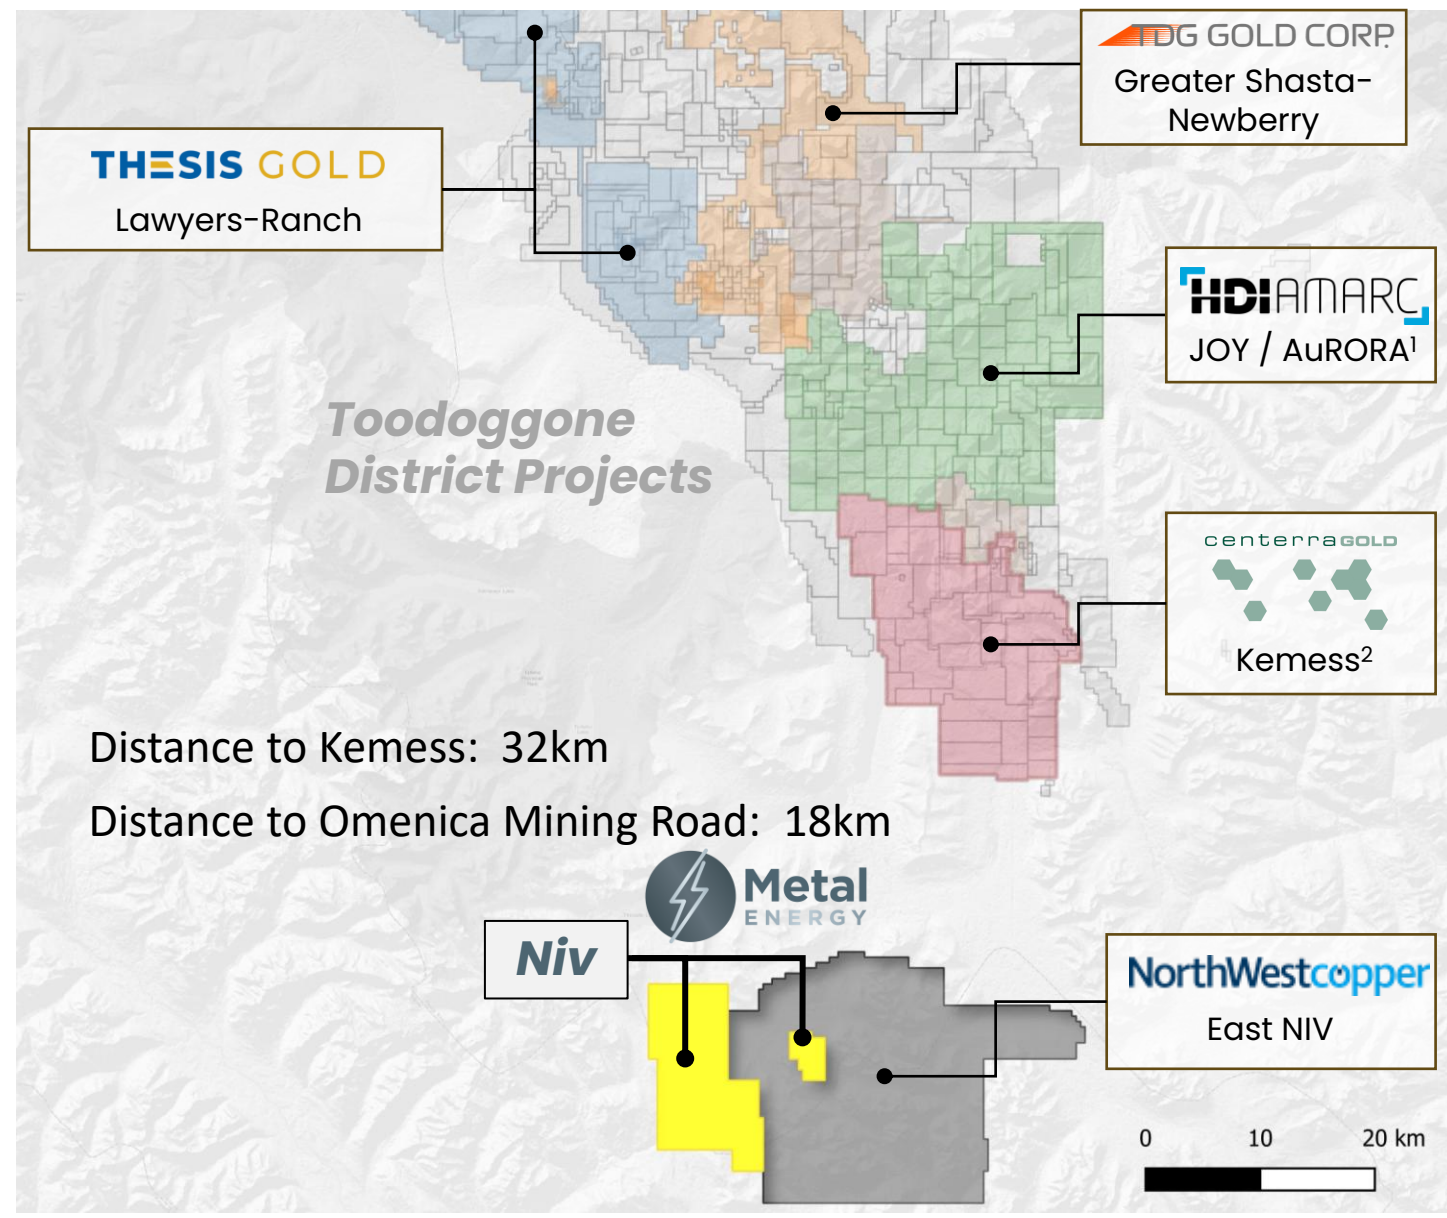 TDG GOLD CORP.
Greater Shasta-
Newberry
THESIS GOLD
Lawyers-Ranch
HDI AMARC
JOY / AuRORA¹
Toodoggone
District Projects
centerra GOLD
Kemess²
Distance to Kemess: 32km
Distance to Omenica Mining Road: 18km
Metal
ENERGY
Niv
NorthWestcopper
East NIV
0 10 20 km